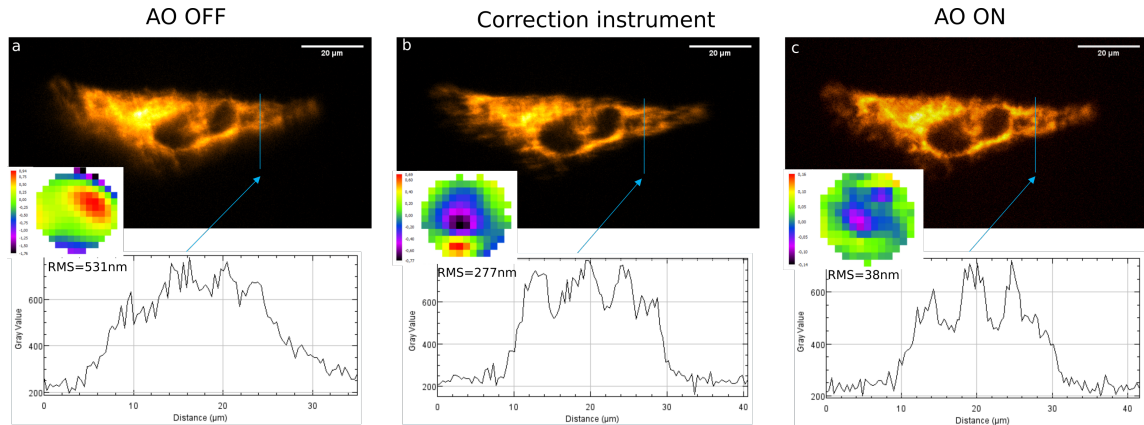 AO OFF
Correction instrument
AO ON
a
20 µm
b
20 µm
c
20 µm
RMS=531nm
RMS=277nm
RMS=38nm
600
400
200
Gray Value
0
10
20
30
Distance (µm)
600
400
200
Gray Value
0
10
20
30
40
Distance (µm)
800
600
400
200
Gray Value
0
10
20
30
40
Distance (µm)